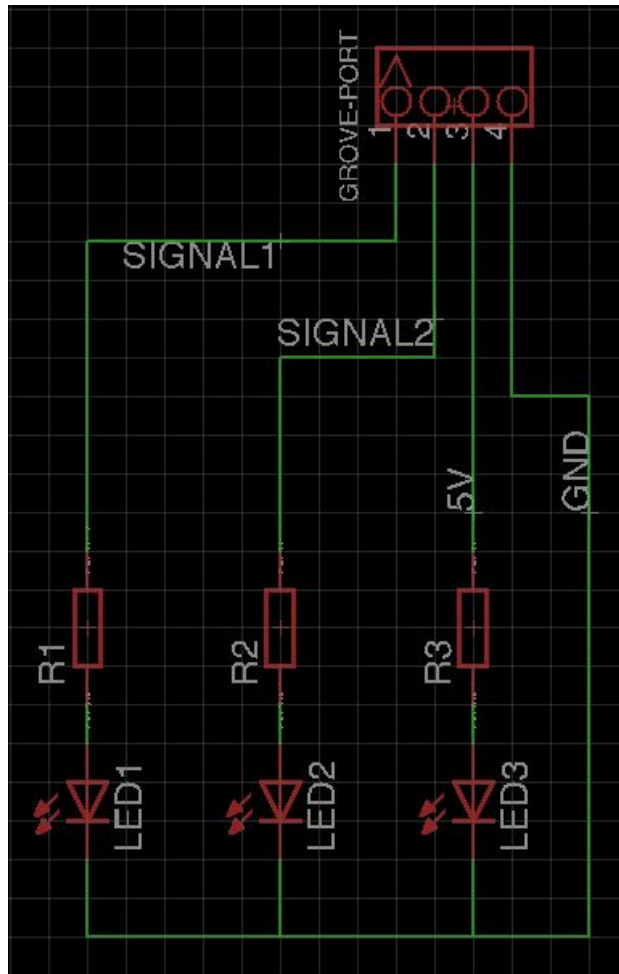 GROVE-PORT
1
2
3
4
SIGNAL1
SIGNAL2
5V
GND
R1
R2
R3
LED1
LED2
LED3